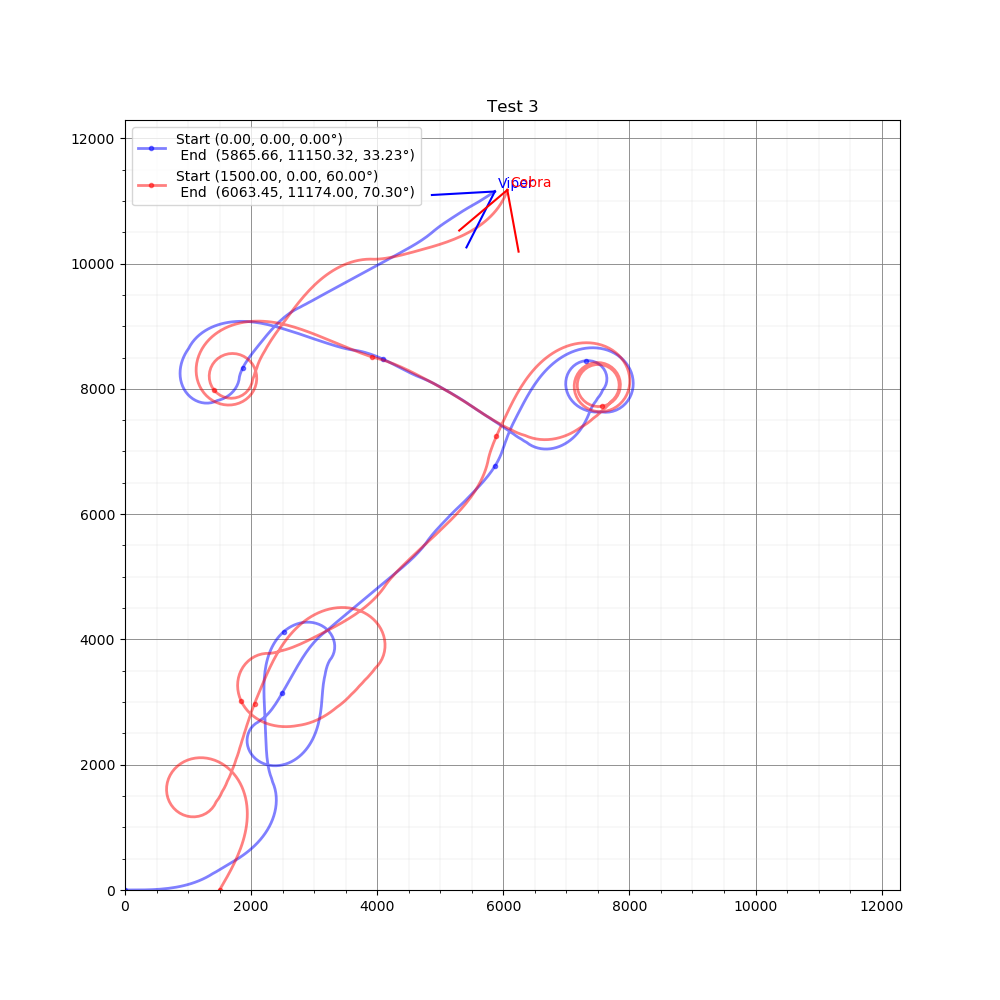 Test 3
Start (0.00, 0.00, 0.00°)
End (5865.66, 11150.32, 33.23°)
Start (1500.00, 0.00, 60.00°)
End (6063.45, 11174.00, 70.30°)
Viper
Cobra
12000
10000
8000
6000
4000
2000
0
0 2000 4000 6000 8000 10000 12000